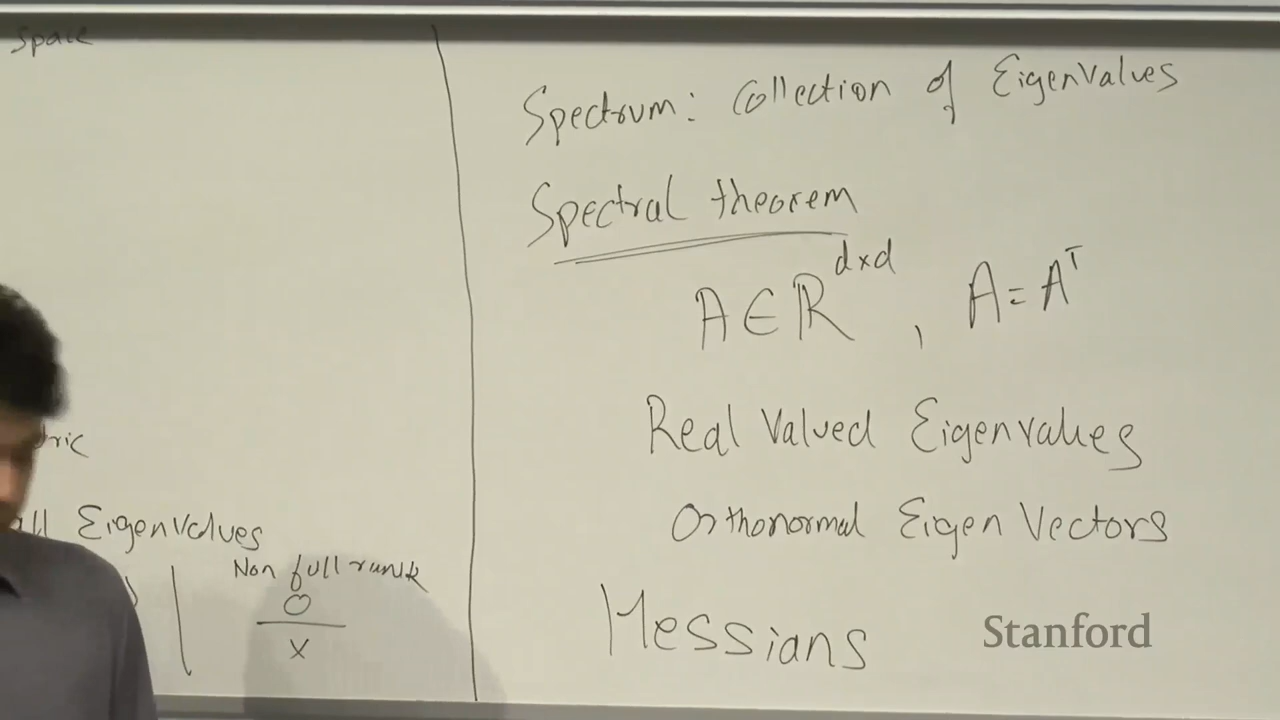 Space
ric
all EigenValues
Non full rank
0
x
Spectrum: Collection of EigenValues
Spectral theorem
A ∈ ℝ^{d×d} , A = A^T
Real Valued Eigenvalues
Orthonormal Eigen Vectors
Hessians
Stanford